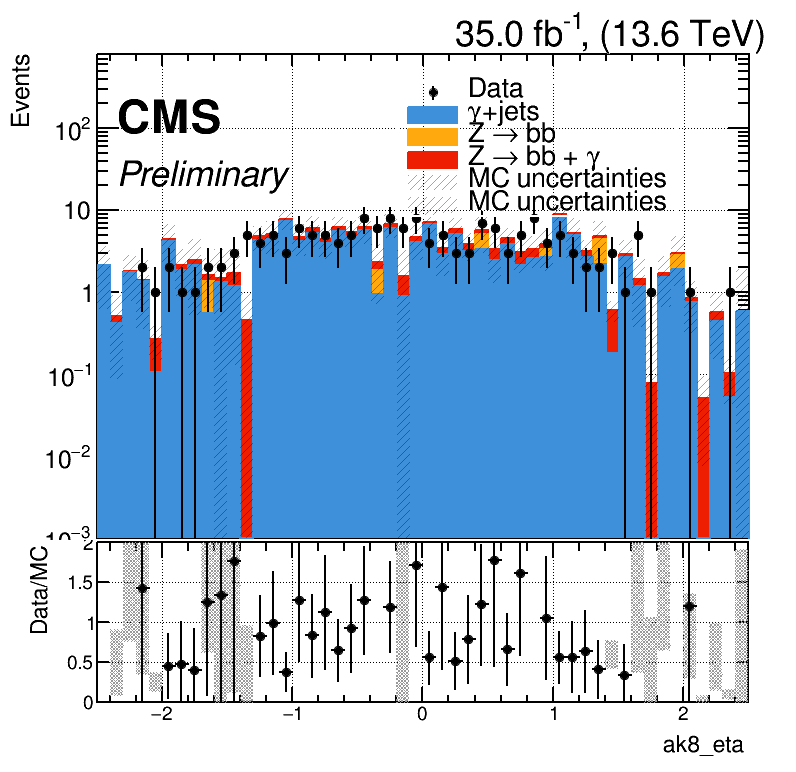 35.0 fb⁻¹, (13.6 TeV)
Events
CMS
Preliminary
Data
γ+jets
Z → bb
Z → bb + γ
MC uncertainties
MC uncertainties
10²
10
1
10⁻¹
10⁻²
10⁻³
Data/MC
2
1.5
1
0.5
0
−2 −1 0 1 2
ak8_eta